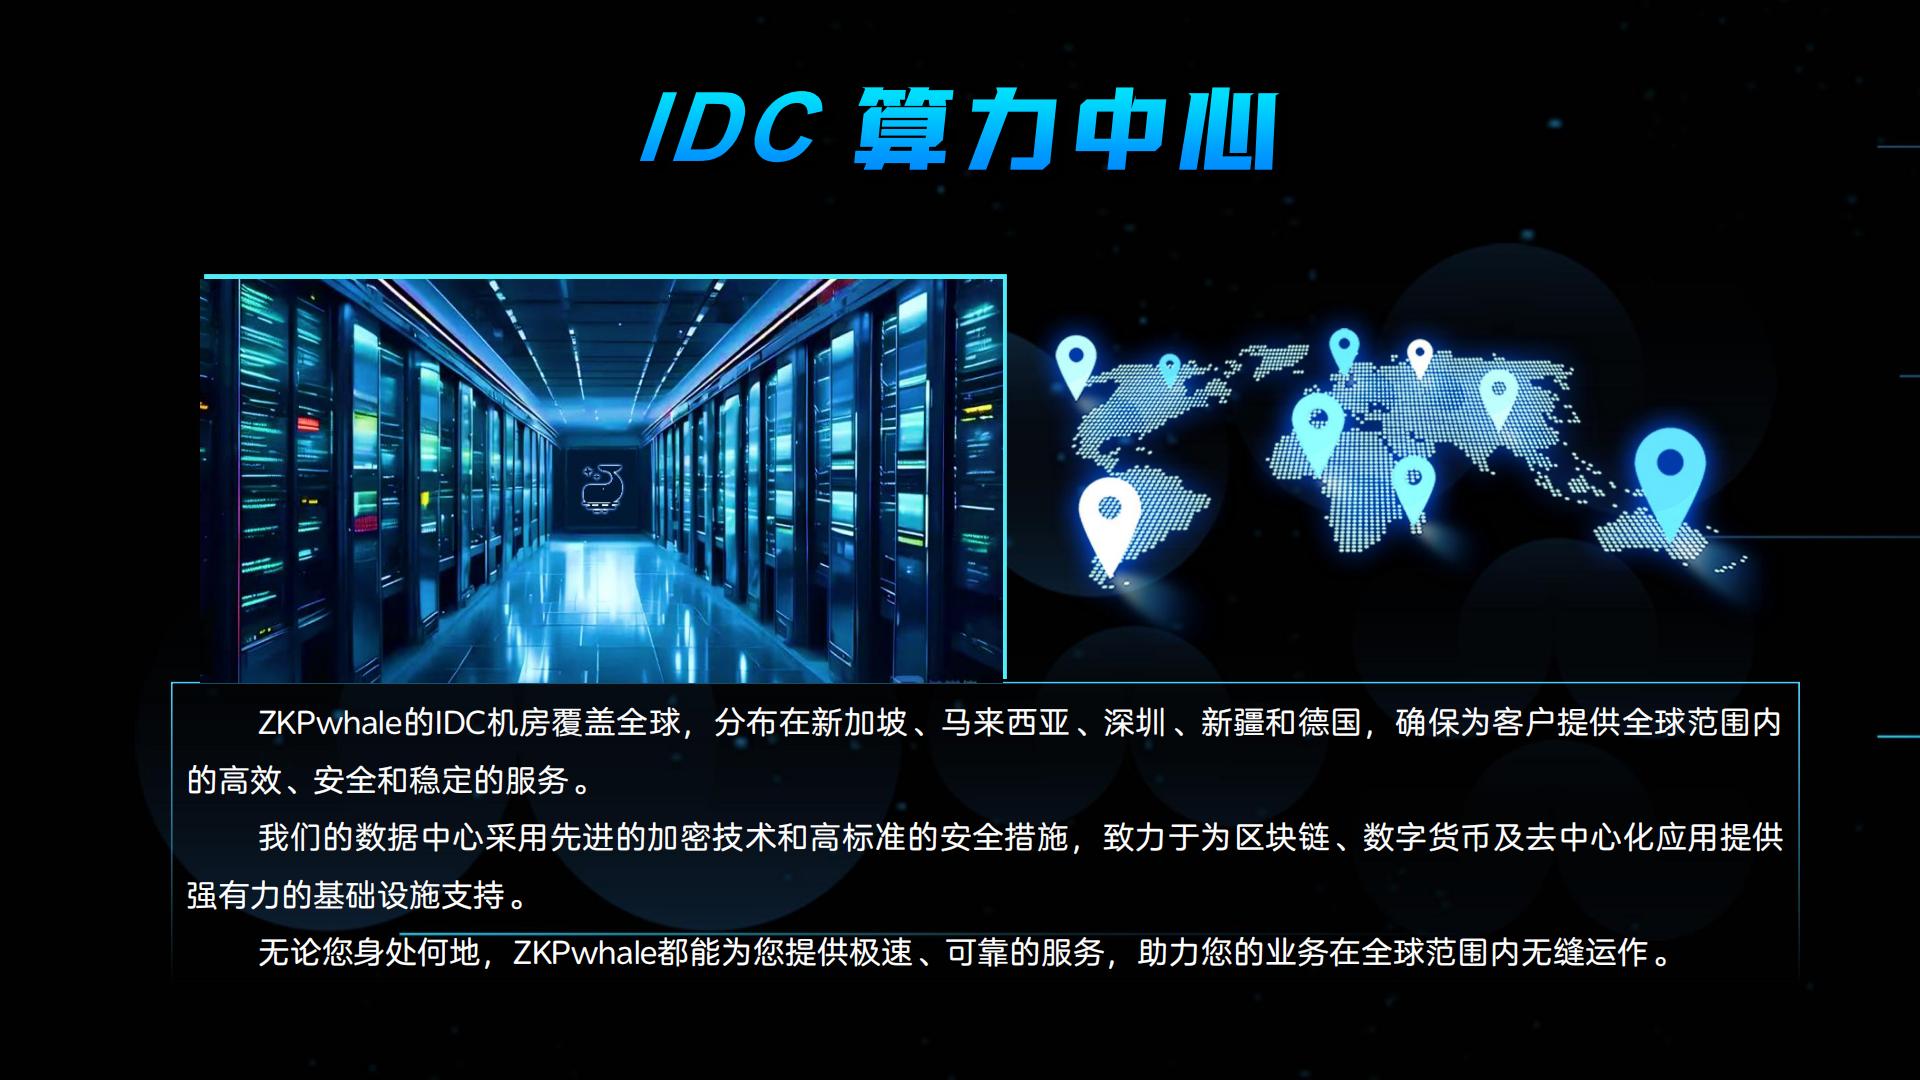 IDC 算力中心
ZKPwhale的IDC机房覆盖全球，分布在新加坡、马来西亚、深圳、新疆和德国，确保为客户提供全球范围内
的高效、安全和稳定的服务。
我们的数据中心采用先进的加密技术和高标准的安全措施，致力于为区块链、数字货币及去中心化应用提供
强有力的基础设施支持。
无论您身处何地，ZKPwhale都能为您提供极速、可靠的服务，助力您的业务在全球范围内无缝运作。